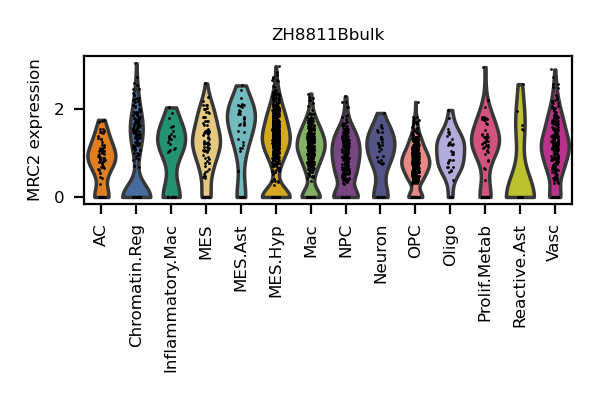 ZH8811Bbulk
MRC2 expression
2
0
AC
Chromatin.Reg
Inflammatory.Mac
MES
MES.Ast
MES.Hyp
Mac
NPC
Neuron
OPC
Oligo
Prolif.Metab
Reactive.Ast
Vasc